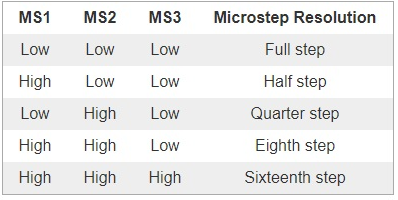 MS1 MS2 MS3 Microstep Resolution
Low Low Low Full step
High Low Low Half step
Low High Low Quarter step
High High Low Eighth step
High High High Sixteenth step